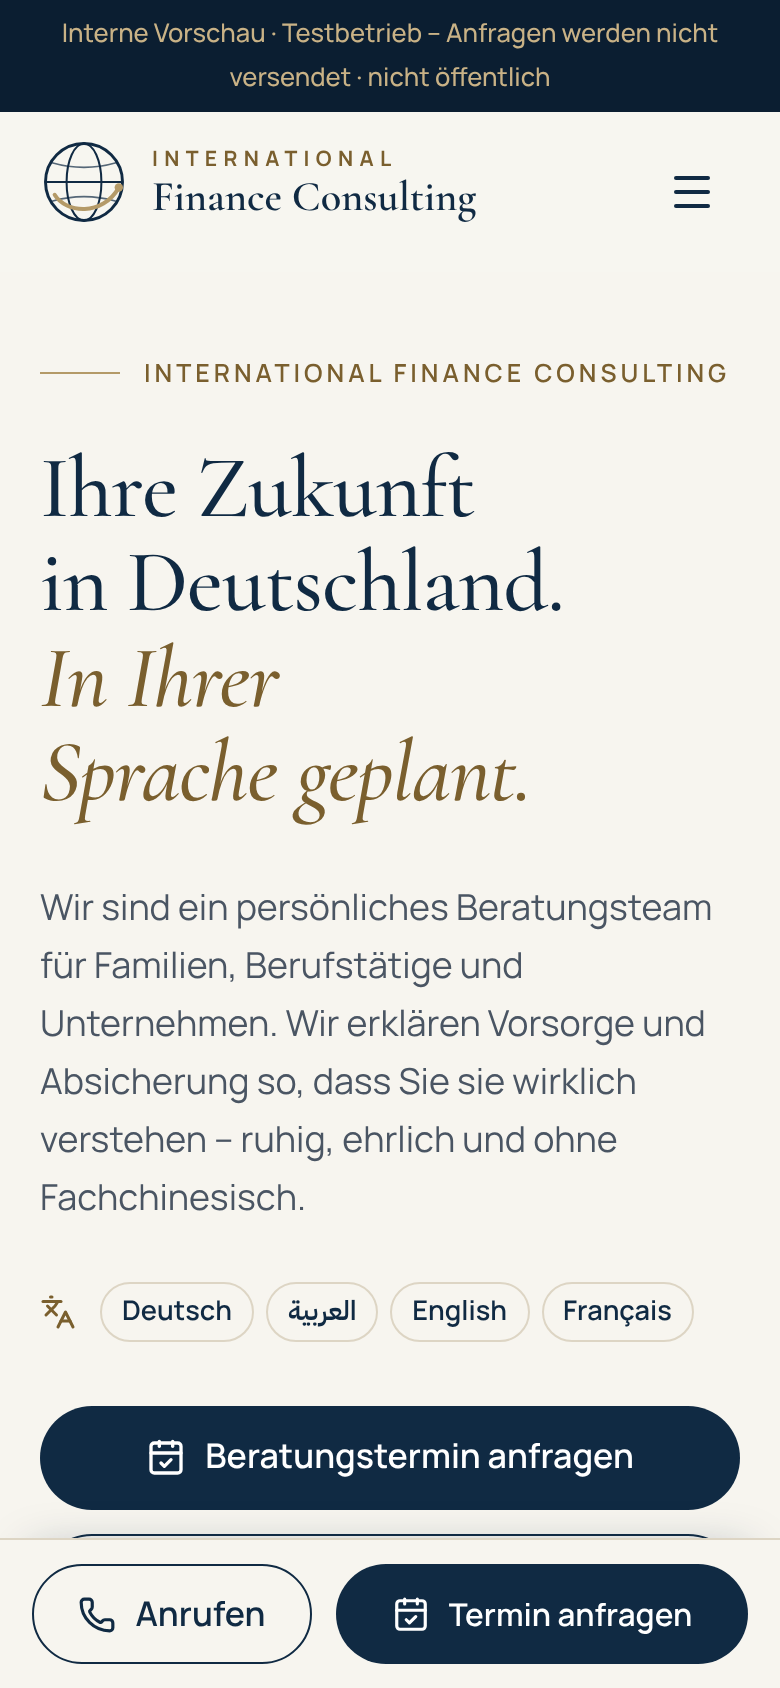 Interne Vorschau · Testbetrieb – Anfragen werden nicht
versendet · nicht öffentlich
INTERNATIONAL
Finance Consulting
INTERNATIONAL FINANCE CONSULTING
Ihre Zukunft
in Deutschland.
In Ihrer
Sprache geplant.
Wir sind ein persönliches Beratungsteam
für Familien, Berufstätige und
Unternehmen. Wir erklären Vorsorge und
Absicherung so, dass Sie sie wirklich
verstehen – ruhig, ehrlich und ohne
Fachchinesisch.
Deutsch العربية English Français
Beratungstermin anfragen
Anrufen Termin anfragen